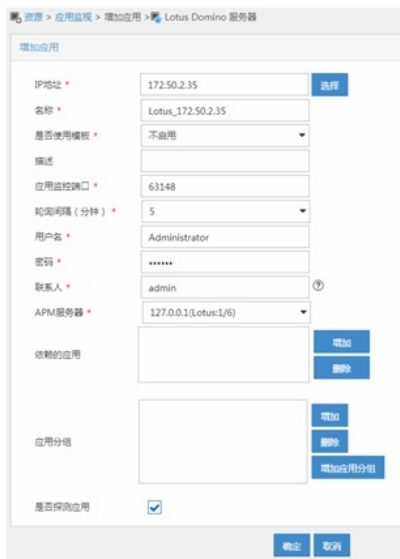 资源 > 应用监视 > 增加应用 > Lotus Domino 服务器
增加应用
IP地址 * 172.50.2.35 选择
名称 * Lotus_172.50.2.35
是否使用模板 * 不启用
描述
应用监控端口 * 63148
轮询间隔（分钟） * 5
用户名 * Administrator
密码 * ••••••
联系人 * admin ?
APM服务器 * 127.0.0.1(Lotus:1/6)
依赖的应用 增加
删除
增加
应用分组 删除
增加应用分组
是否探测应用
确定 取消